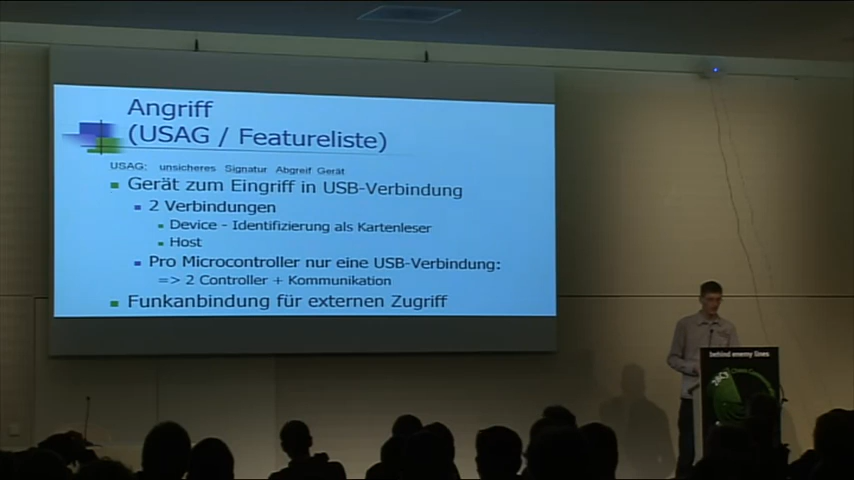 Angriff
(USAG / Featureliste)
USAG: unsicheres Signatur Abgreif Gerät
Gerät zum Eingriff in USB-Verbindung
2 Verbindungen
Device - Identifizierung als Kartenleser
Host
Pro Microcontroller nur eine USB-Verbindung:
=> 2 Controller + Kommunikation
Funkanbindung für externen Zugriff
behind enemy lines